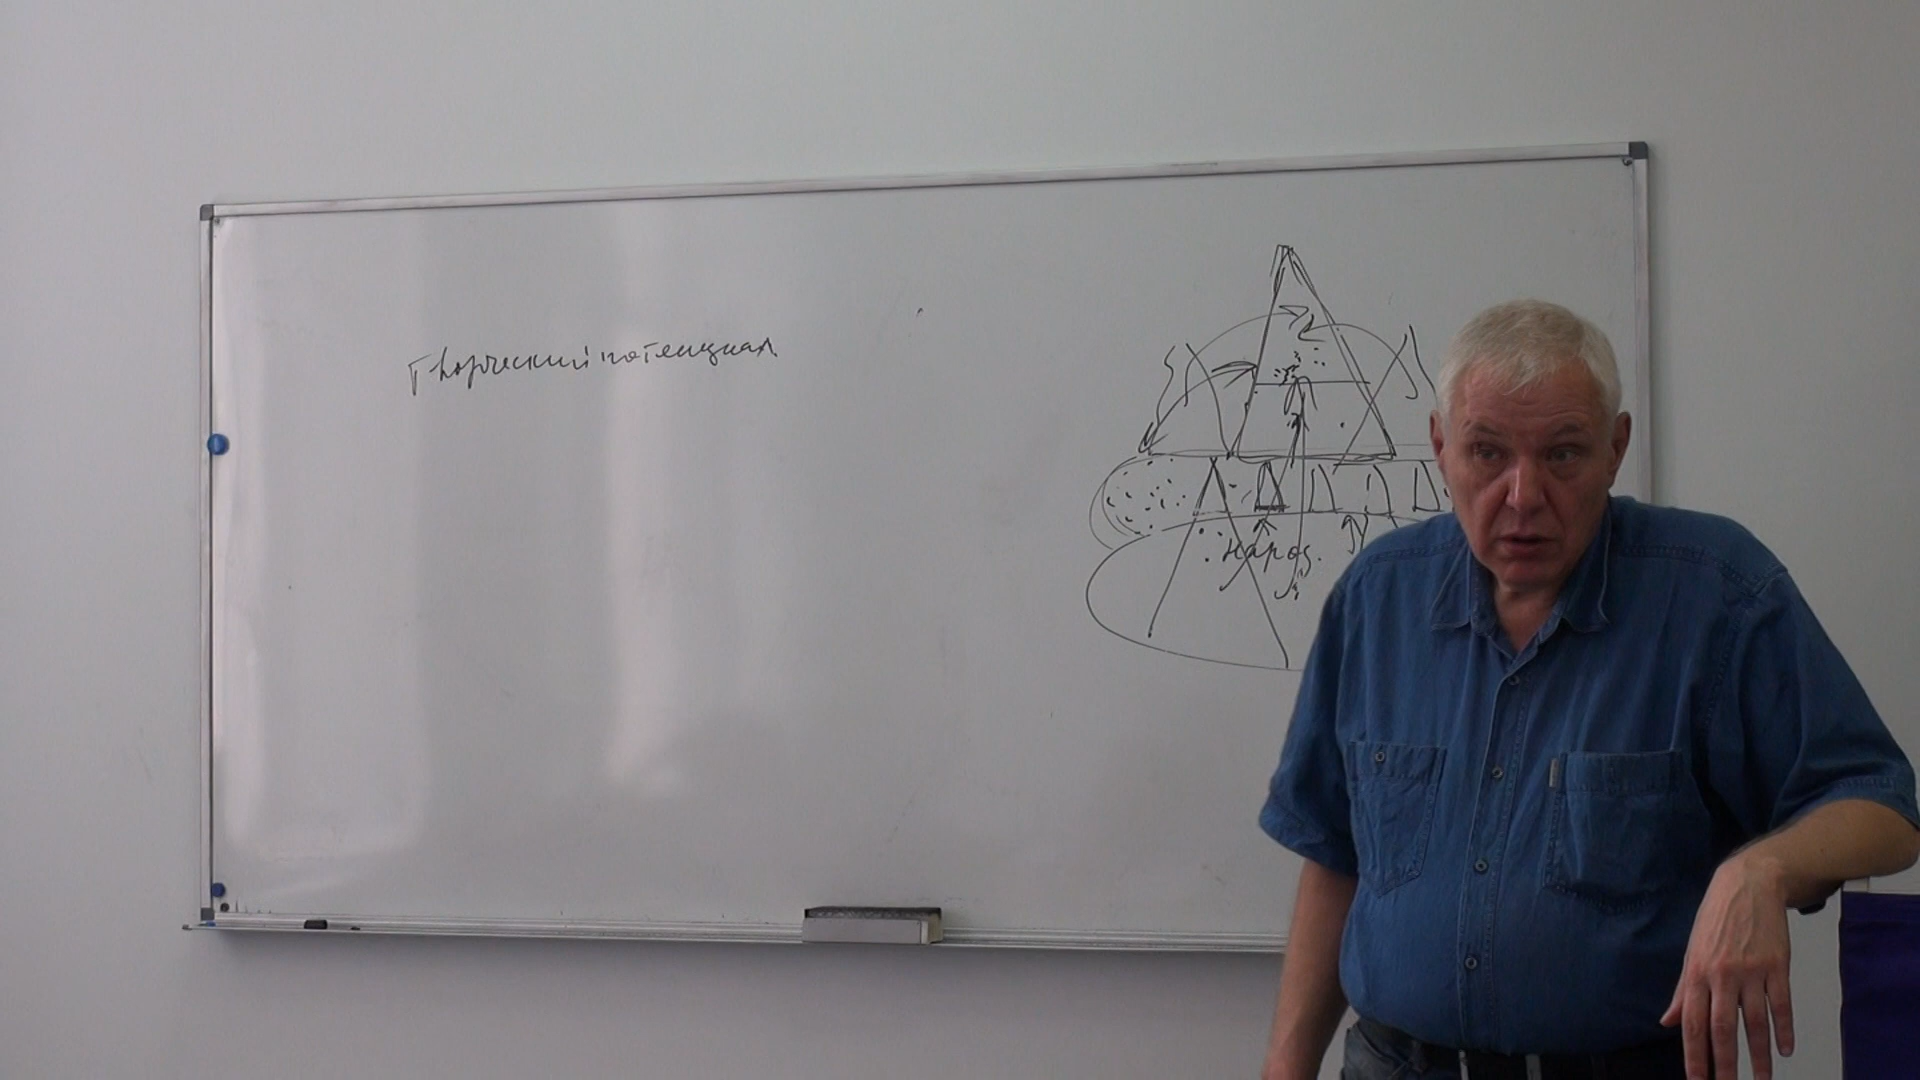 Творческий потенциал
народ.